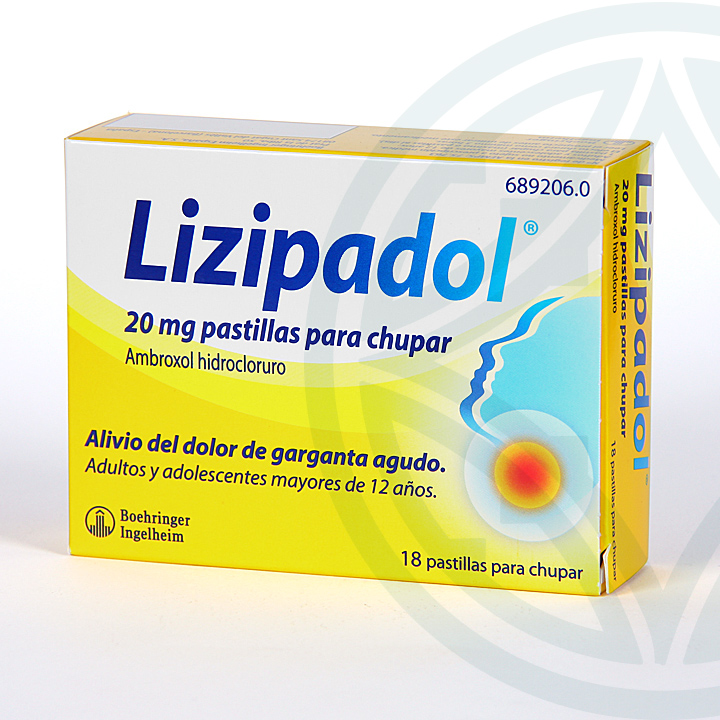 689206.0
Lizipadol®
20 mg pastillas para chupar
Ambroxol hidrocloruro
Alivio del dolor de garganta agudo.
Adultos y adolescentes mayores de 12 años.
Boehringer
Ingelheim
18 pastillas para chupar
Lizipadol®
20 mg pastillas para chupar
Ambroxol hidrocloruro
18 pastillas para chupar